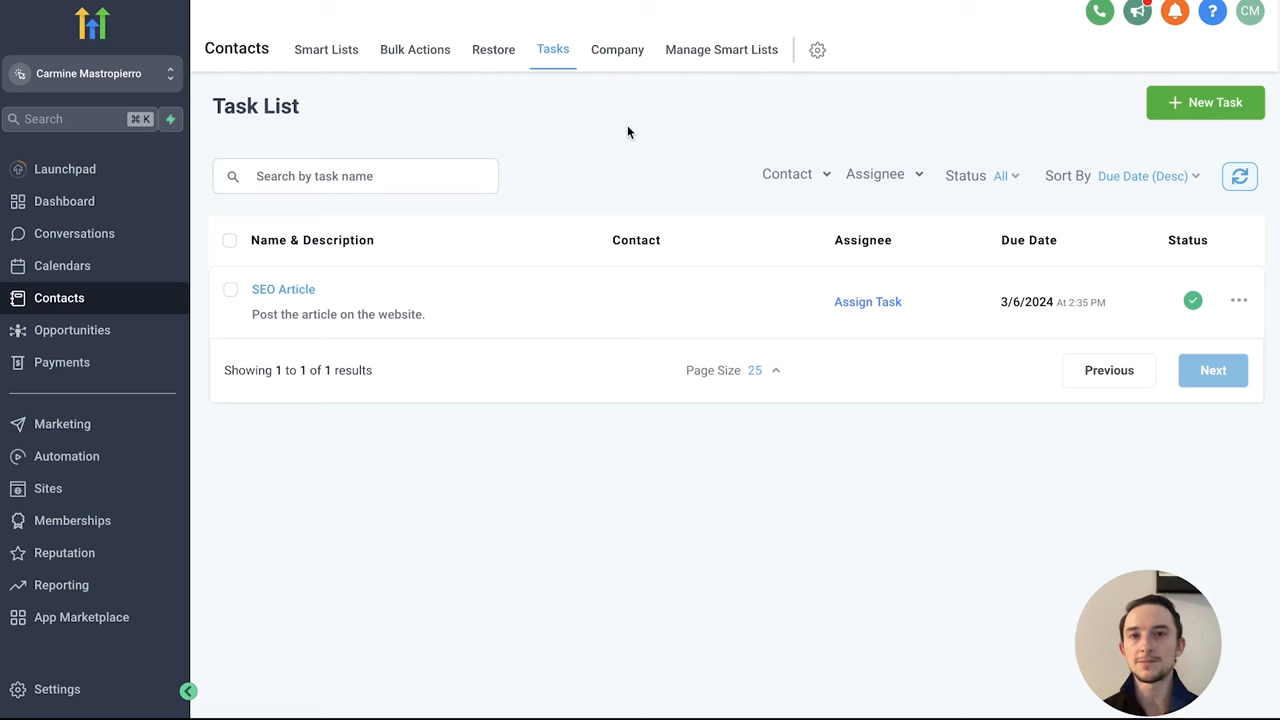 CM
Contacts
Smart Lists
Bulk Actions
Restore
Tasks
Company
Manage Smart Lists
Carmine Mastropierro
Search
⌘ K
Launchpad
Dashboard
Conversations
Calendars
Contacts
Opportunities
Payments
Marketing
Automation
Sites
Memberships
Reputation
Reporting
App Marketplace
Settings
Task List
+ New Task
Search by task name
Contact
Assignee
Status All
Sort By Due Date (Desc)
Name & Description
Contact
Assignee
Due Date
Status
SEO Article
Post the article on the website.
Assign Task
3/6/2024 At 2:35 PM
Showing 1 to 1 of 1 results
Page Size 25
Previous
Next